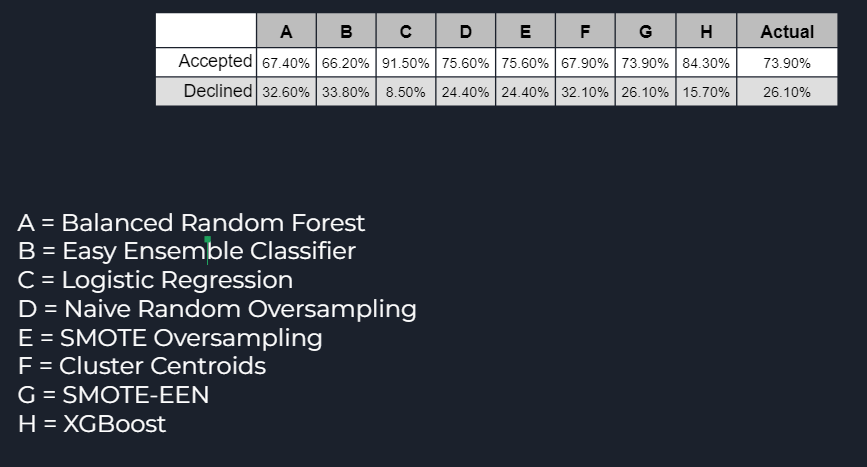 A B C D E F G H Actual
Accepted 67.40% 66.20% 91.50% 75.60% 75.60% 67.90% 73.90% 84.30% 73.90%
Declined 32.60% 33.80% 8.50% 24.40% 24.40% 32.10% 26.10% 15.70% 26.10%
A = Balanced Random Forest
B = Easy Ensemble Classifier
C = Logistic Regression
D = Naive Random Oversampling
E = SMOTE Oversampling
F = Cluster Centroids
G = SMOTE-EEN
H = XGBoost